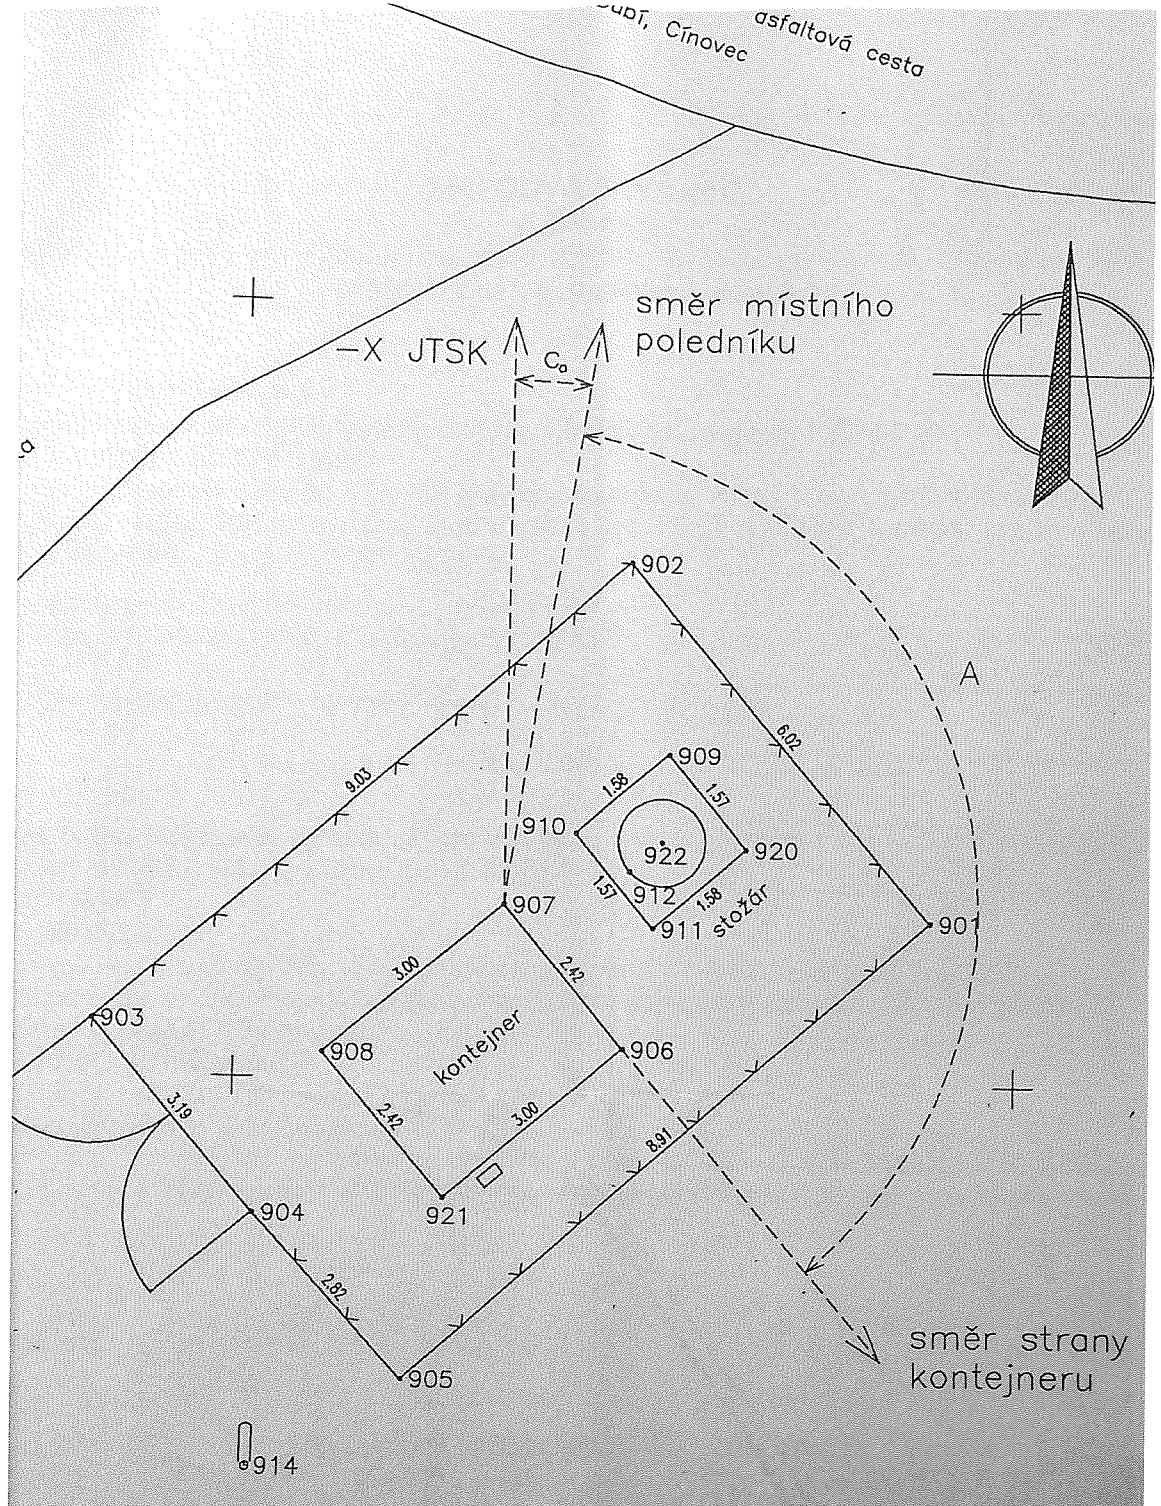 Cínovec
asfaltová cesta
směr místního
poledníku
-X JTSK
Co
902
A
6.02
9.03
909
1.58
1.57
910
922
920
912
1.57
1.58
911
stožár
907
901
3.00
2.42
903
908
kontejner
906
3.19
2.42
3.00
8.91
904
921
2.82
905
směr strany
kontejneru
914